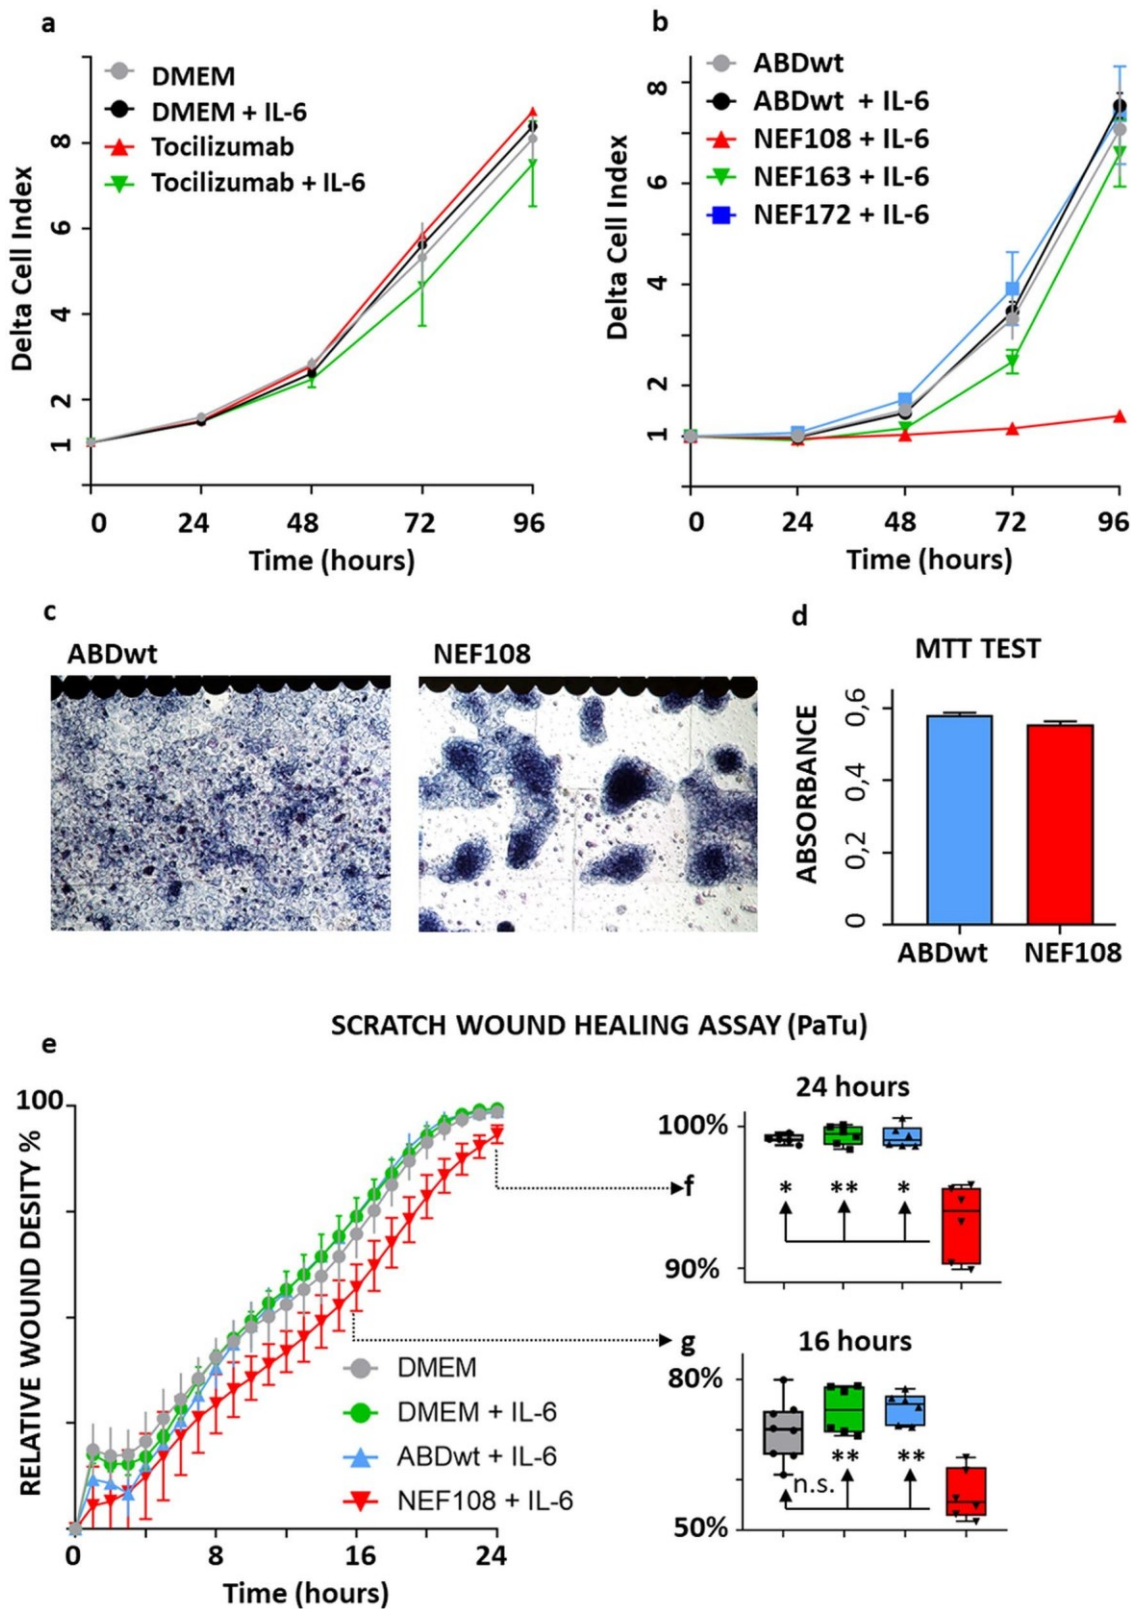 a
DMEM
DMEM + IL-6
Tocilizumab
Tocilizumab + IL-6
Delta Cell Index
8
6
4
2
1
0 24 48 72 96
Time (hours)
b
ABDwt
ABDwt + IL-6
NEF108 + IL-6
NEF163 + IL-6
NEF172 + IL-6
Delta Cell Index
8
6
4
2
1
0 24 48 72 96
Time (hours)
c
ABDwt
NEF108
d
MTT TEST
ABSORBANCE
0,6
0,4
0,2
0
ABDwt NEF108
SCRATCH WOUND HEALING ASSAY (PaTu)
e
RELATIVE WOUND DESITY %
100
0
0 8 16 24
Time (hours)
DMEM
DMEM + IL-6
ABDwt + IL-6
NEF108 + IL-6
f
24 hours
100%
90%
* ** *
g
16 hours
80%
50%
n.s. ** **